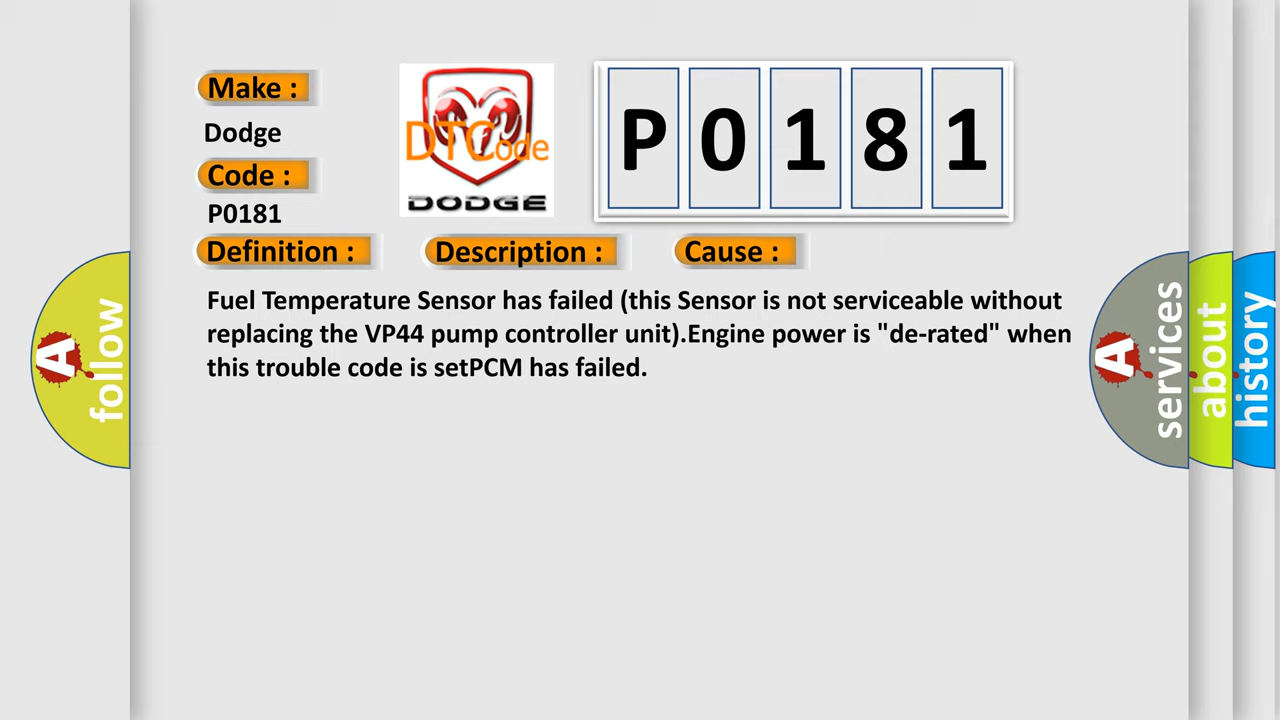 Make :
Dodge
Code :
P0181
DTCode
DODGE
P 0 1 8 1
Definition :
Description :
Cause :
Fuel Temperature Sensor has failed (this Sensor is not serviceable without
replacing the VP44 pump controller unit).Engine power is "de-rated" when
this trouble code is setPCM has failed.
A
follow
A
services
about
history